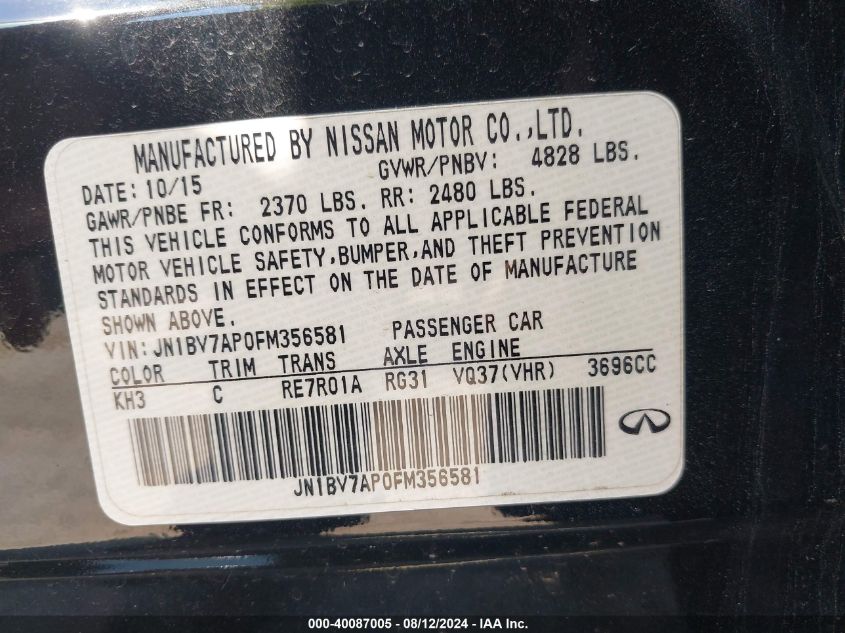 MANUFACTURED BY NISSAN MOTOR CO.,LTD.
DATE: 10/15 GVWR/PNBV: 4828 LBS.
GAWR/PNBE FR: 2370 LBS. RR: 2480 LBS.
THIS VEHICLE CONFORMS TO ALL APPLICABLE FEDERAL
MOTOR VEHICLE SAFETY,BUMPER,AND THEFT PREVENTION
STANDARDS IN EFFECT ON THE DATE OF MANUFACTURE
SHOWN ABOVE.
VIN:JN1BV7AP0FM356581 PASSENGER CAR
COLOR TRIM TRANS AXLE ENGINE
KH3 C RE7R01A RG31 VQ37(VHR) 3696CC
JN1BV7AP0FM356581
000-40087005 - 08/12/2024 - IAAI.com Inc.